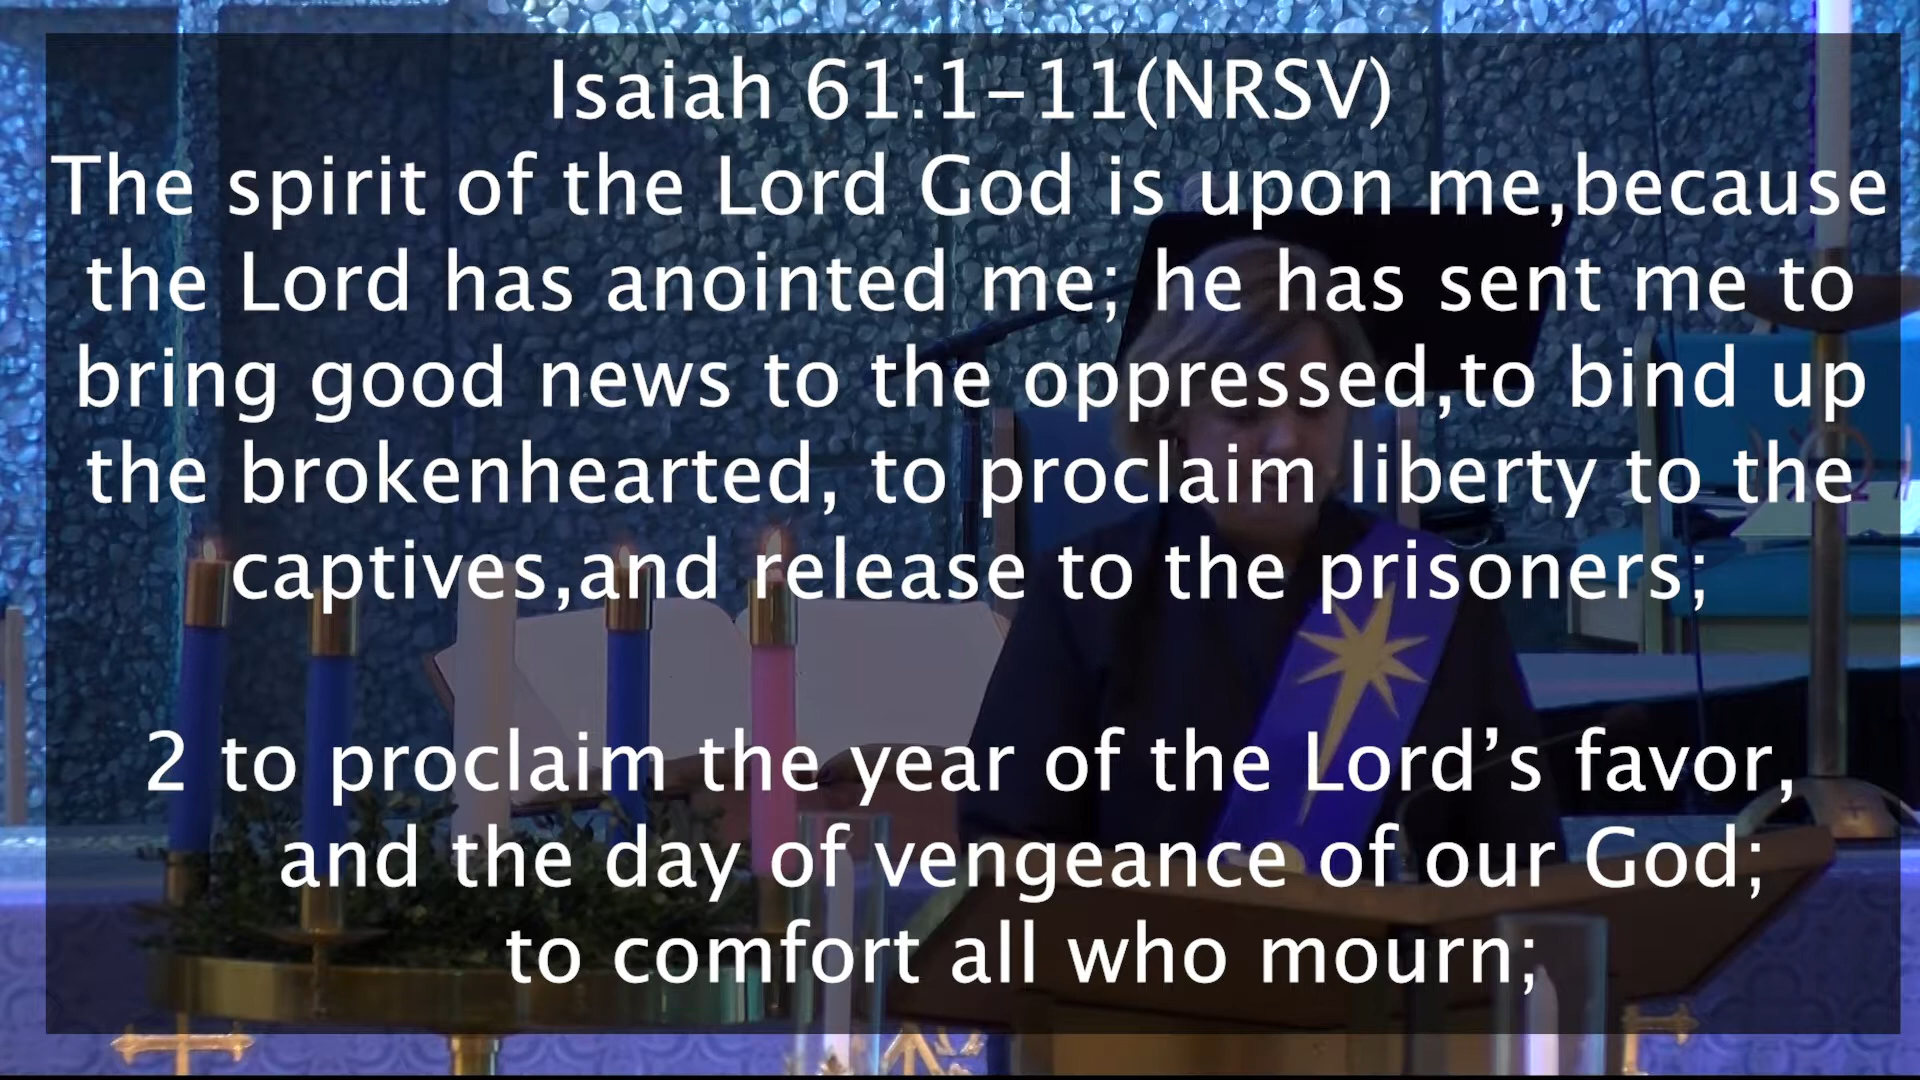 Isaiah 61:1-11(NRSV)
The spirit of the Lord God is upon me,because
the Lord has anointed me; he has sent me to
bring good news to the oppressed,to bind up
the brokenhearted, to proclaim liberty to the
captives,and release to the prisoners;
2 to proclaim the year of the Lord’s favor,
and the day of vengeance of our God;
to comfort all who mourn;